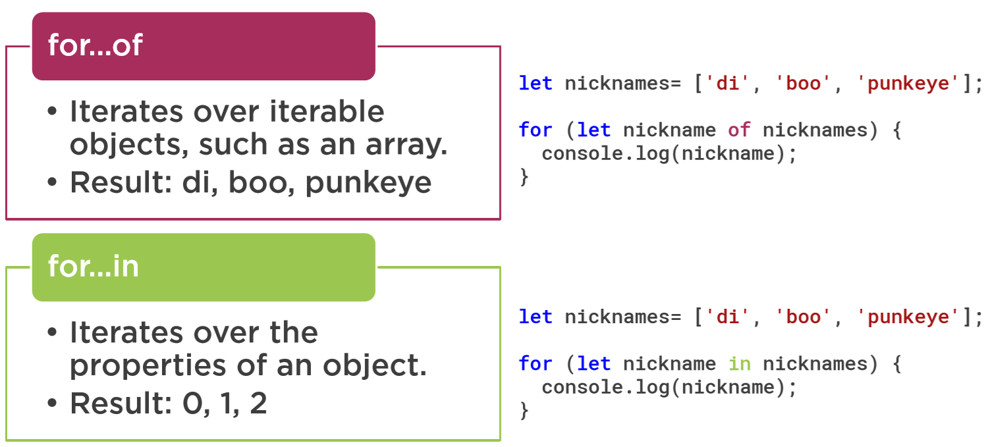 for...of
• Iterates over iterable
objects, such as an array.
• Result: di, boo, punkeye
let nicknames= ['di', 'boo', 'punkeye'];
for (let nickname of nicknames) {
  console.log(nickname);
}
for...in
• Iterates over the
properties of an object.
• Result: 0, 1, 2
let nicknames= ['di', 'boo', 'punkeye'];
for (let nickname in nicknames) {
  console.log(nickname);
}